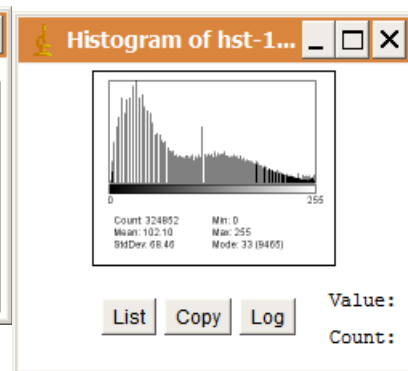 Histogram of hst-1...
0 255
Count: 324852 Min: 0
Mean: 102.10 Max: 255
StdDev: 68.46 Mode: 33 (9465)
List Copy Log
Value:
Count: